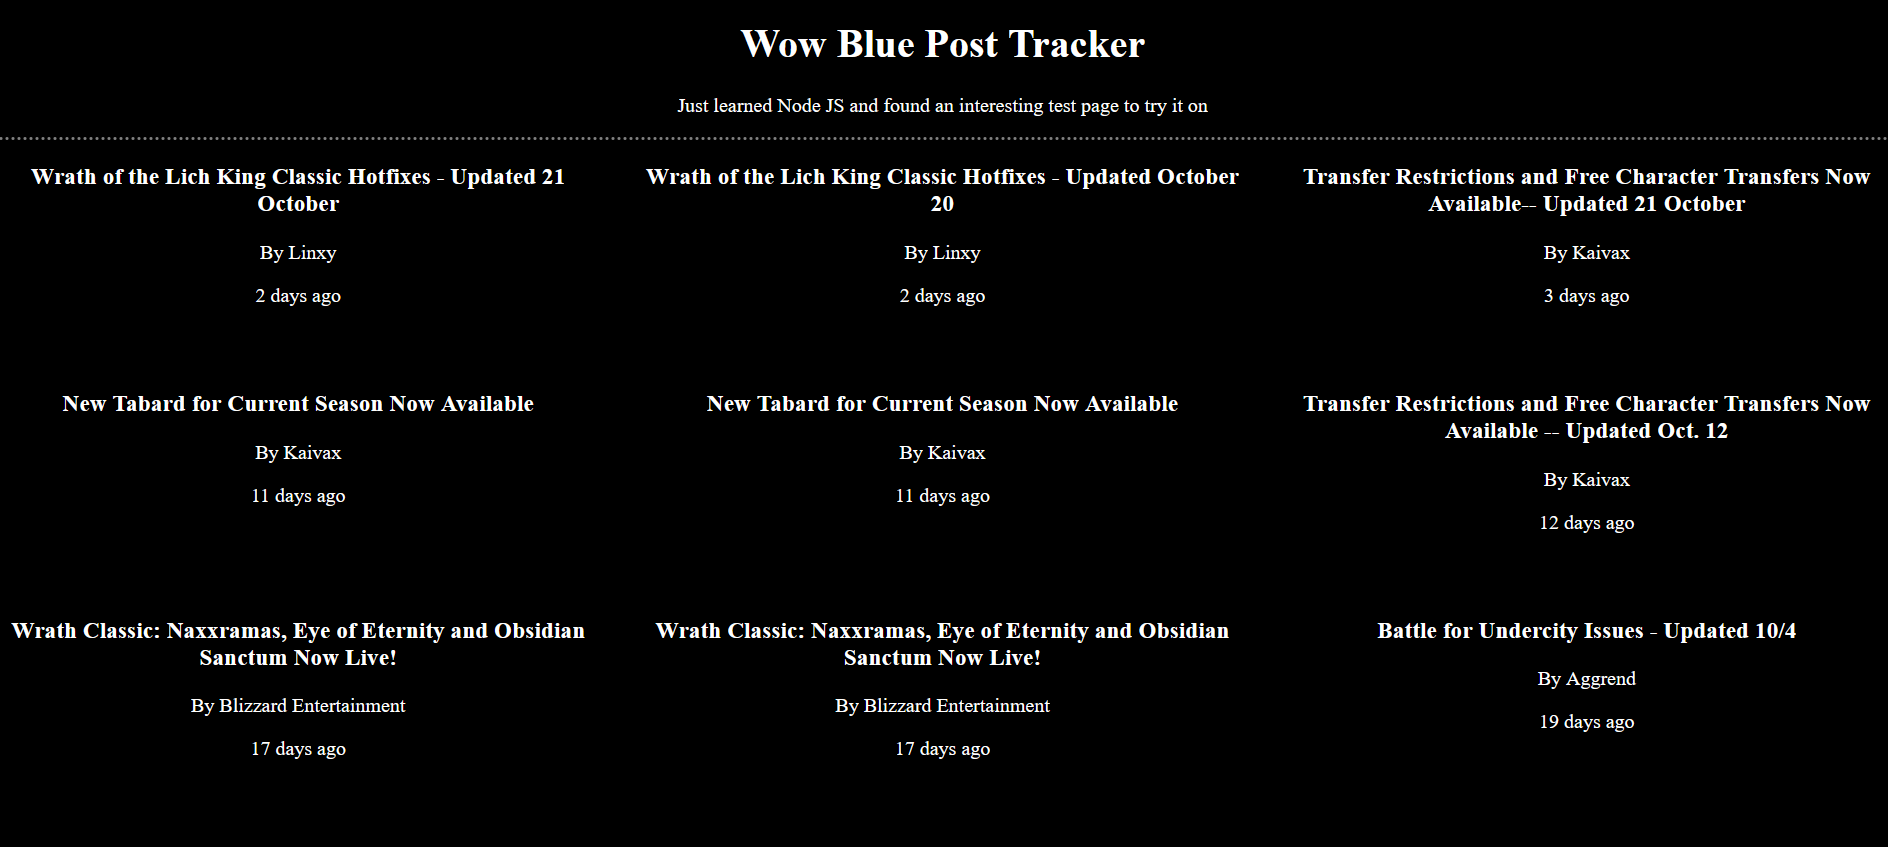 Wow Blue Post Tracker
Just learned Node JS and found an interesting test page to try it on
Wrath of the Lich King Classic Hotfixes - Updated 21
October
By Linxy
2 days ago
Wrath of the Lich King Classic Hotfixes - Updated October
20
By Linxy
2 days ago
Transfer Restrictions and Free Character Transfers Now
Available-- Updated 21 October
By Kaivax
3 days ago
New Tabard for Current Season Now Available
By Kaivax
11 days ago
New Tabard for Current Season Now Available
By Kaivax
11 days ago
Transfer Restrictions and Free Character Transfers Now
Available -- Updated Oct. 12
By Kaivax
12 days ago
Wrath Classic: Naxxramas, Eye of Eternity and Obsidian
Sanctum Now Live!
By Blizzard Entertainment
17 days ago
Wrath Classic: Naxxramas, Eye of Eternity and Obsidian
Sanctum Now Live!
By Blizzard Entertainment
17 days ago
Battle for Undercity Issues - Updated 10/4
By Aggrend
19 days ago